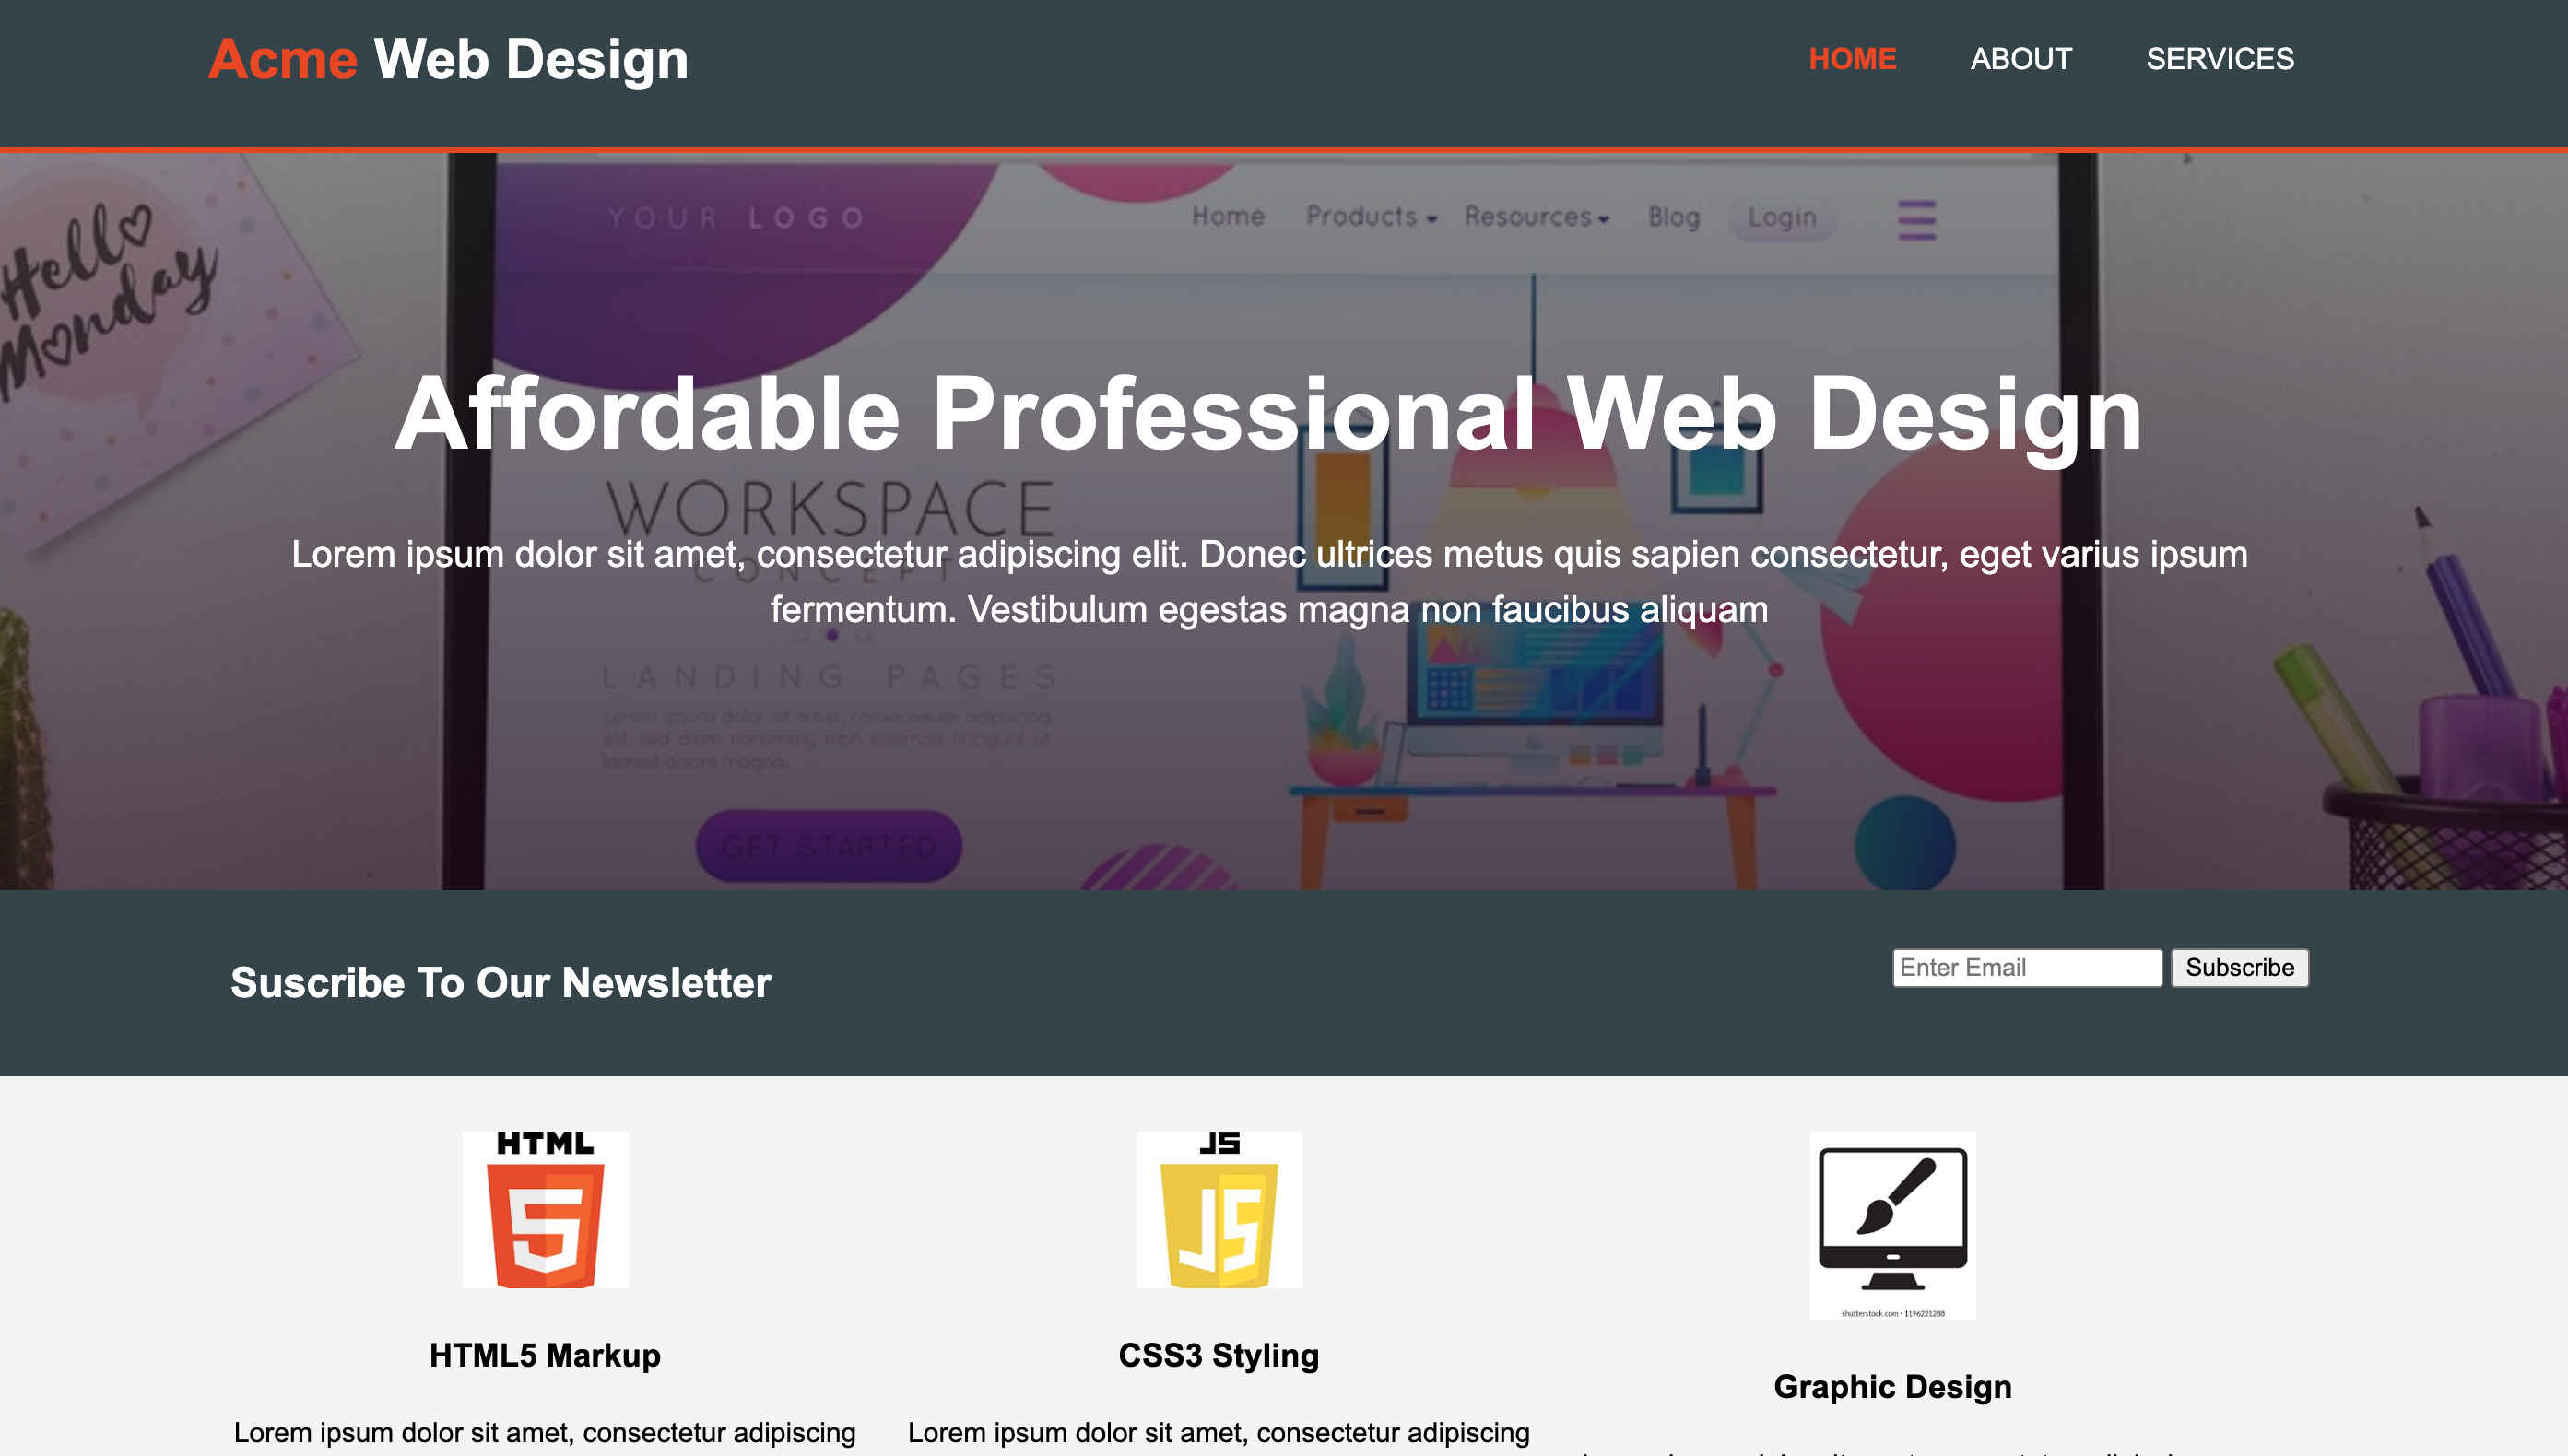 Acme Web Design
HOME ABOUT SERVICES
Hello
Monday
YOUR LOGO
Home Products Resources Blog Login
Affordable Professional Web Design
WORKSPACE
CONCEPT
Lorem ipsum dolor sit amet, consectetur adipiscing elit. Donec ultrices metus quis sapien consectetur, eget varius ipsum
fermentum. Vestibulum egestas magna non faucibus aliquam
LANDING PAGES
Lorem ipsum dolor sit amet, consectetuer adipiscing
elit, sed diam nonummy nibh euismod tincidunt ut
laoreet dolore magna.
GET STARTED
Suscribe To Our Newsletter
Enter Email Subscribe
HTML
5
JS
JS
shutterstock.com • 1196221288
HTML5 Markup
CSS3 Styling
Graphic Design
Lorem ipsum dolor sit amet, consectetur adipiscing
Lorem ipsum dolor sit amet, consectetur adipiscing